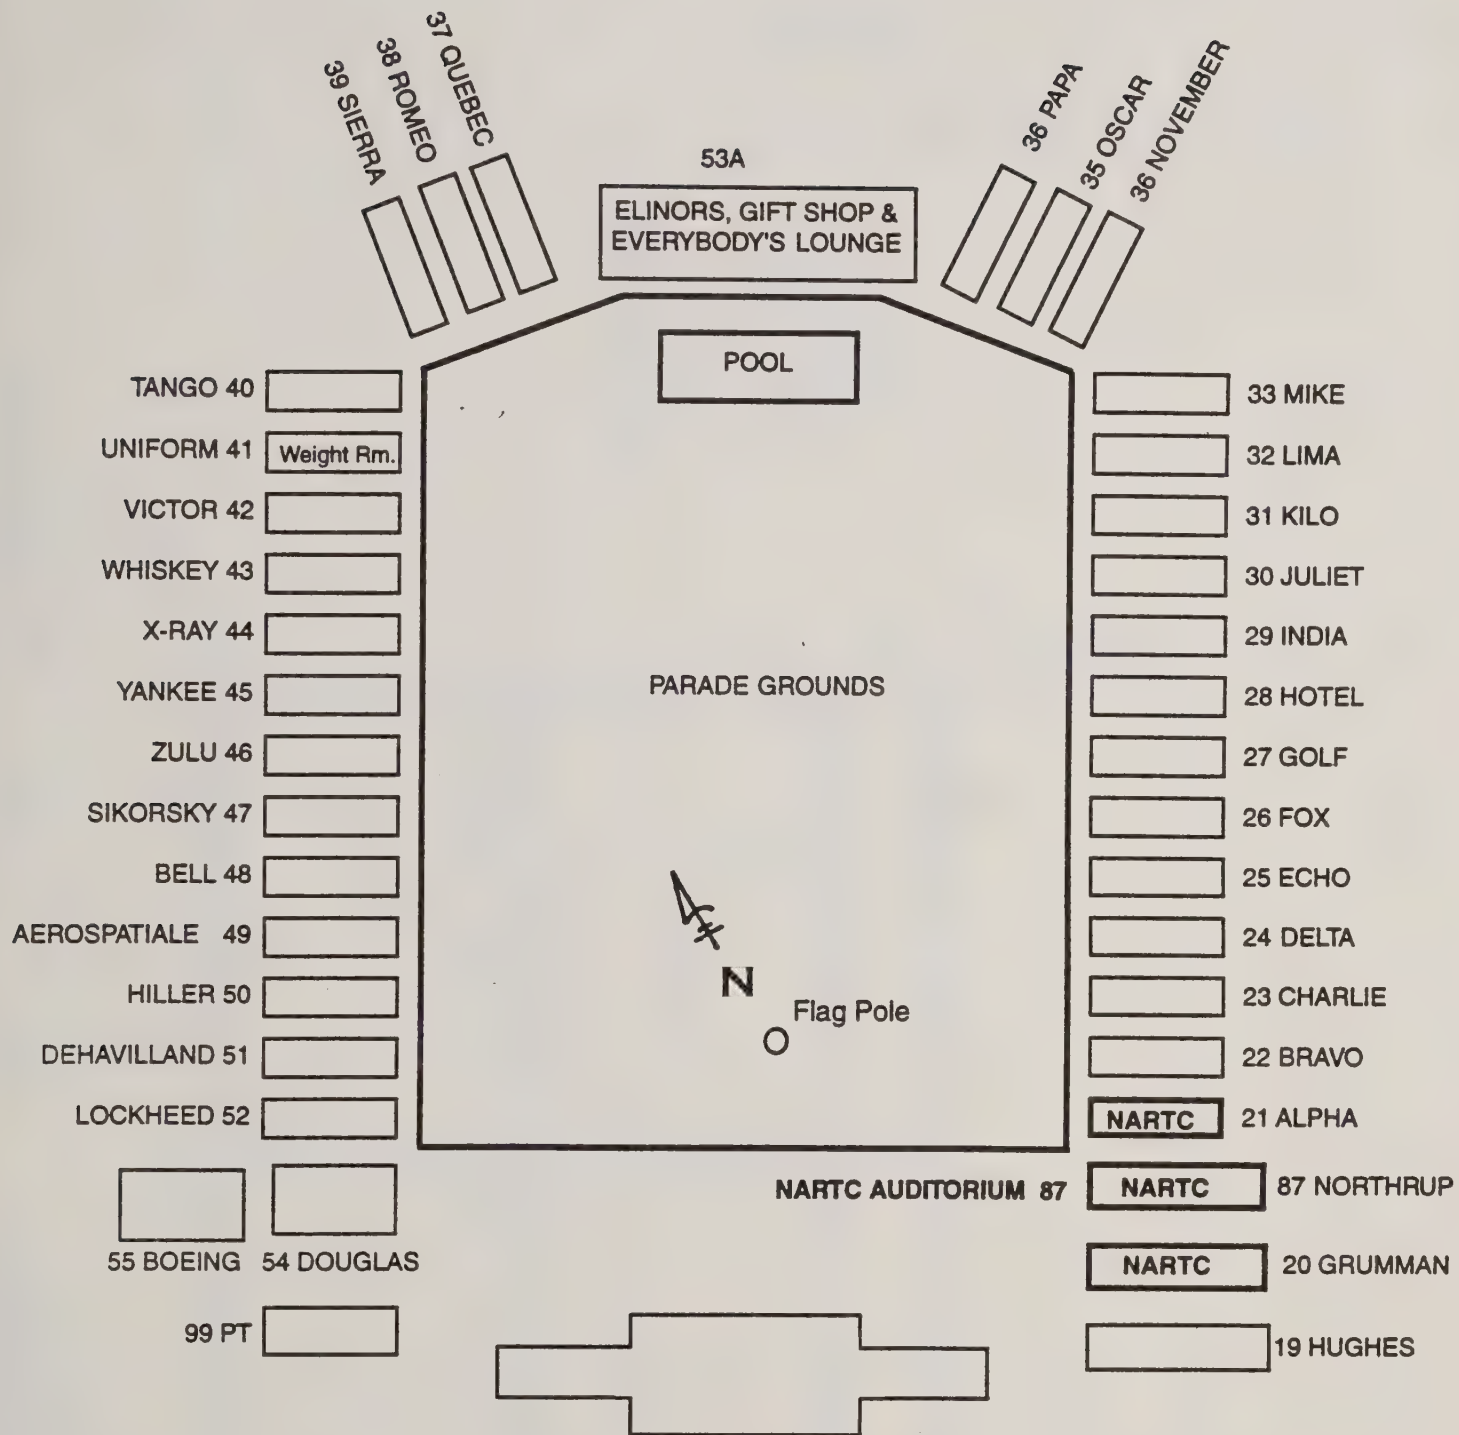 37 QUEBEC
38 ROMEO
39 SIERRA
36 PAPA
35 OSCAR
36 NOVEMBER
53A
ELINORS, GIFT SHOP &
EVERYBODY'S LOUNGE
POOL
TANGO 40
33 MIKE
UNIFORM 41 Weight Rm.
32 LIMA
VICTOR 42
31 KILO
WHISKEY 43
30 JULIET
X-RAY 44
29 INDIA
YANKEE 45
PARADE GROUNDS
28 HOTEL
ZULU 46
27 GOLF
SIKORSKY 47
26 FOX
BELL 48
25 ECHO
AEROSPATIALE 49
24 DELTA
HILLER 50
N
23 CHARLIE
Flag Pole
DEHAVILLAND 51
22 BRAVO
LOCKHEED 52
NARTC 21 ALPHA
NARTC AUDITORIUM 87 NARTC 87 NORTHRUP
55 BOEING 54 DOUGLAS
NARTC 20 GRUMMAN
99 PT
19 HUGHES